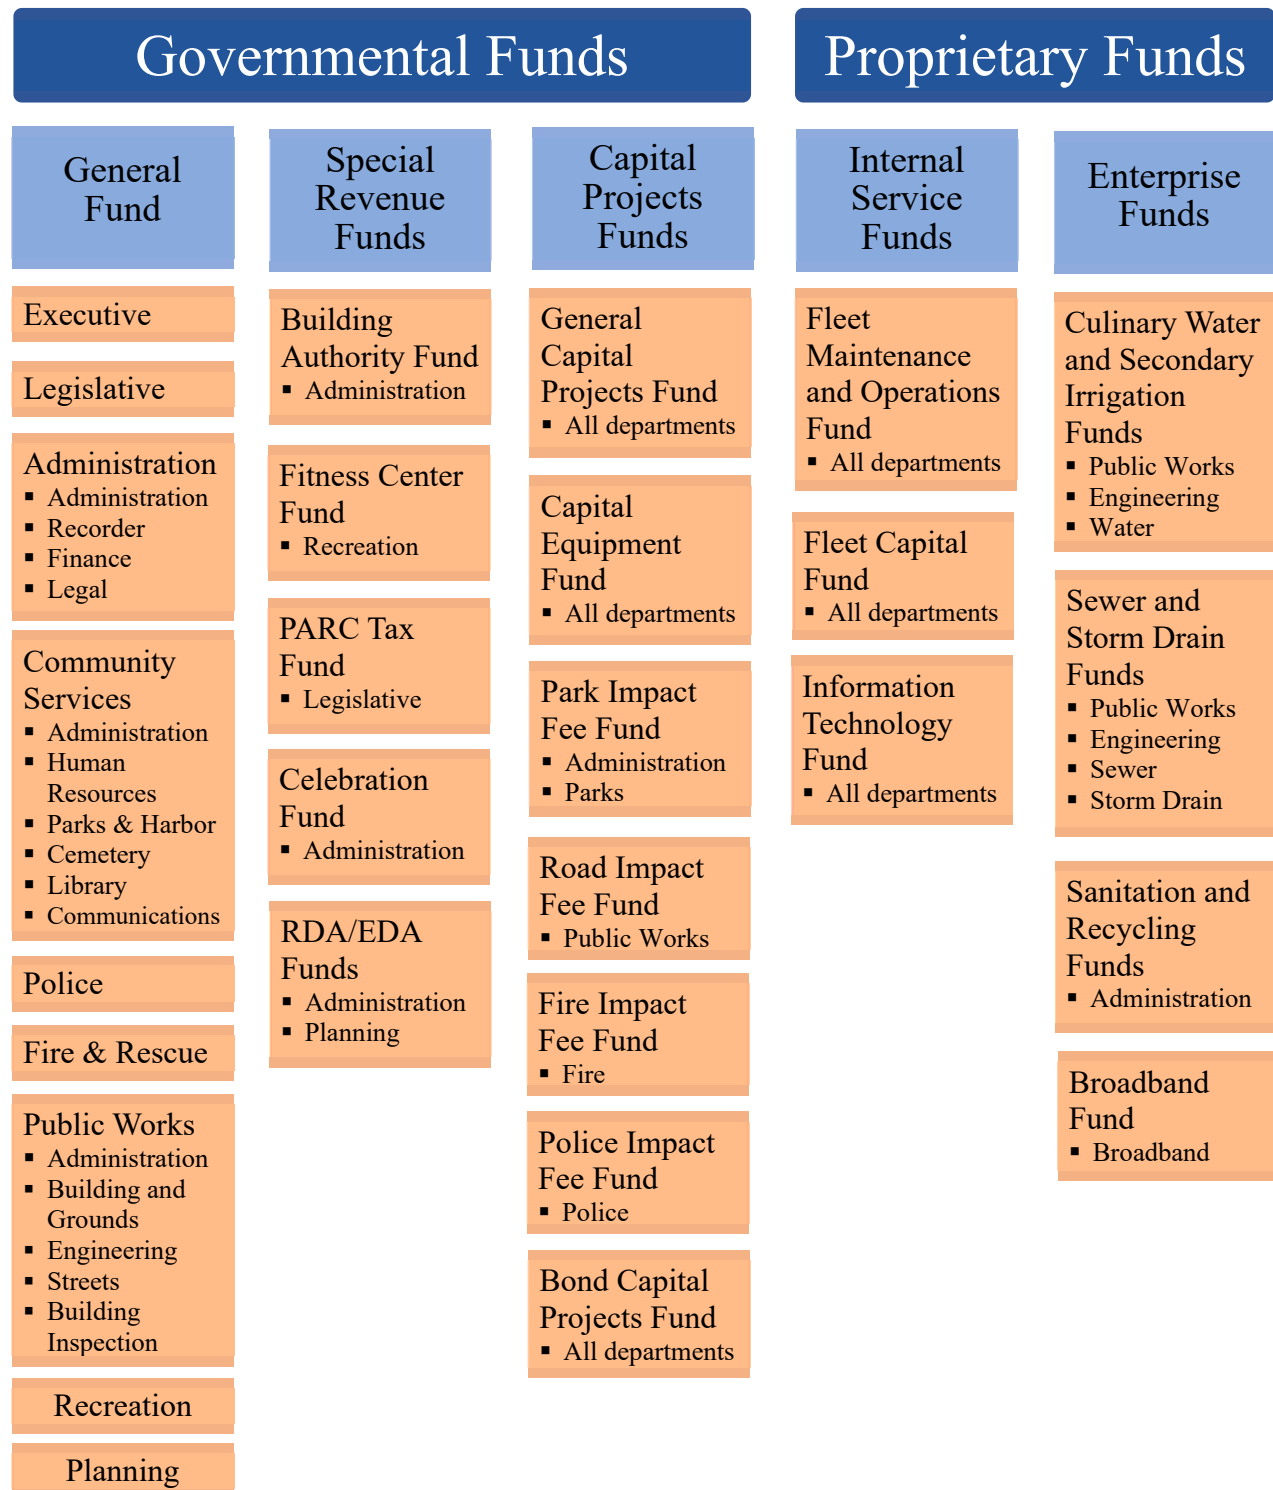 Governmental Funds
Proprietary Funds
General
Fund
Executive
Legislative
Administration
▪ Administration
▪ Recorder
▪ Finance
▪ Legal
Community
Services
▪ Administration
▪ Human
Resources
▪ Parks & Harbor
▪ Cemetery
▪ Library
▪ Communications
Police
Fire & Rescue
Public Works
▪ Administration
▪ Building and
Grounds
▪ Engineering
▪ Streets
▪ Building
Inspection
Recreation
Planning
Special
Revenue
Funds
Building
Authority Fund
▪ Administration
Fitness Center
Fund
▪ Recreation
PARC Tax
Fund
▪ Legislative
Celebration
Fund
▪ Administration
RDA/EDA
Funds
▪ Administration
▪ Planning
Capital
Projects
Funds
General
Capital
Projects Fund
▪ All departments
Capital
Equipment
Fund
▪ All departments
Park Impact
Fee Fund
▪ Administration
▪ Parks
Road Impact
Fee Fund
▪ Public Works
Fire Impact
Fee Fund
▪ Fire
Police Impact
Fee Fund
▪ Police
Bond Capital
Projects Fund
▪ All departments
Internal
Service
Funds
Fleet
Maintenance
and Operations
Fund
▪ All departments
Fleet Capital
Fund
▪ All departments
Information
Technology
Fund
▪ All departments
Enterprise
Funds
Culinary Water
and Secondary
Irrigation
Funds
▪ Public Works
▪ Engineering
▪ Water
Sewer and
Storm Drain
Funds
▪ Public Works
▪ Engineering
▪ Sewer
▪ Storm Drain
Sanitation and
Recycling
Funds
▪ Administration
Broadband
Fund
▪ Broadband